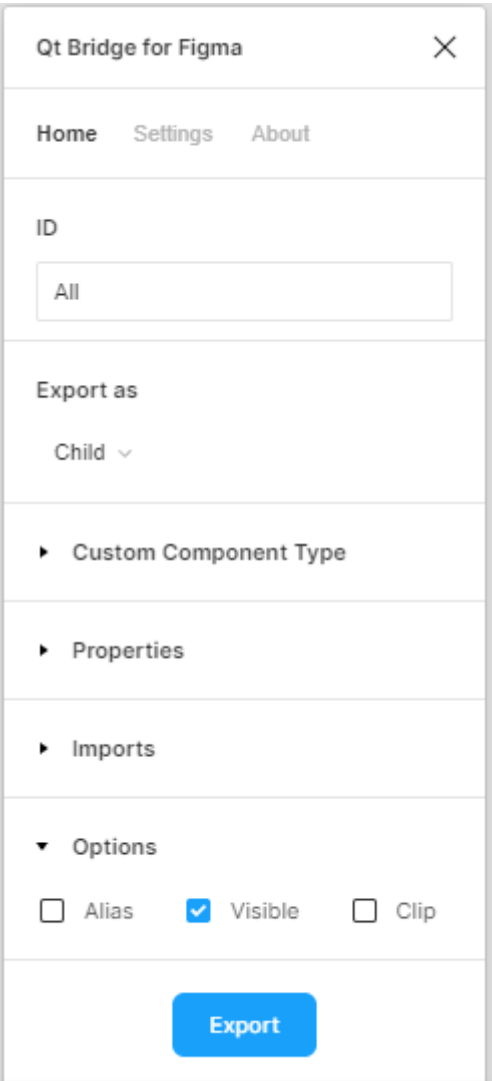 Qt Bridge for Figma
Home Settings About
ID
All
Export as
Child
Custom Component Type
Properties
Imports
Options
Alias Visible Clip
Export